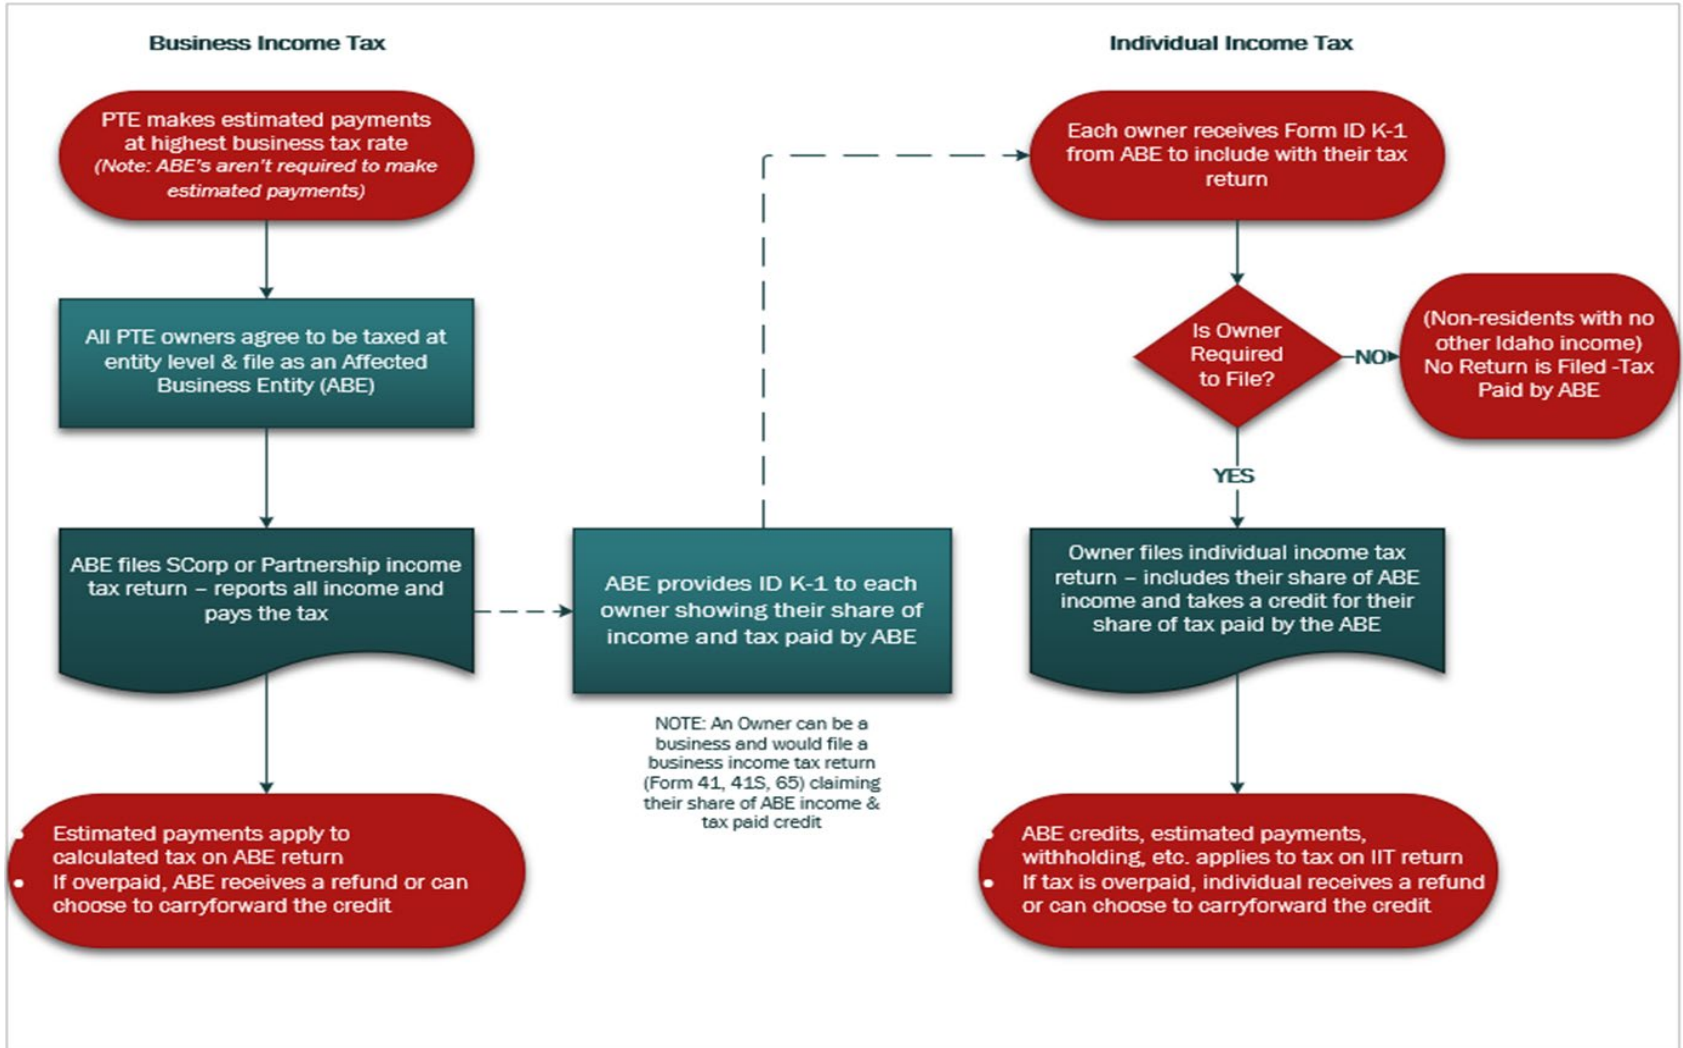 Business Income Tax
PTE makes estimated payments
at highest business tax rate
(Note: ABE's aren't required to make
estimated payments)
All PTE owners agree to be taxed at
entity level & file as an Affected
Business Entity (ABE)
ABE files SCorp or Partnership income
tax return – reports all income and
pays the tax
• Estimated payments apply to
calculated tax on ABE return
• If overpaid, ABE receives a refund or can
choose to carryforward the credit
ABE provides ID K-1 to each
owner showing their share of
income and tax paid by ABE
NOTE: An Owner can be a
business and would file a
business income tax return
(Form 41, 41S, 65) claiming
their share of ABE income &
tax paid credit
Individual Income Tax
Each owner receives Form ID K-1
from ABE to include with their tax
return
Is Owner
Required
to File?
NO
(Non-residents with no
other Idaho income)
No Return is Filed -Tax
Paid by ABE
YES
Owner files individual income tax
return – includes their share of ABE
income and takes a credit for their
share of tax paid by the ABE
• ABE credits, estimated payments,
withholding, etc. applies to tax on IIT return
• If tax is overpaid, individual receives a refund
or can choose to carryforward the credit